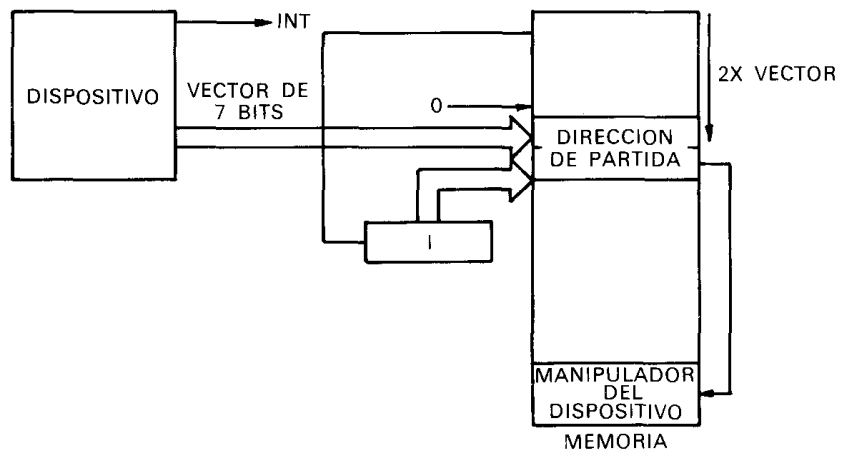 INT
DISPOSITIVO
VECTOR DE
7 BITS
0
2X VECTOR
DIRECCION
DE PARTIDA
I
MANIPULADOR
DEL
DISPOSITIVO
MEMORIA